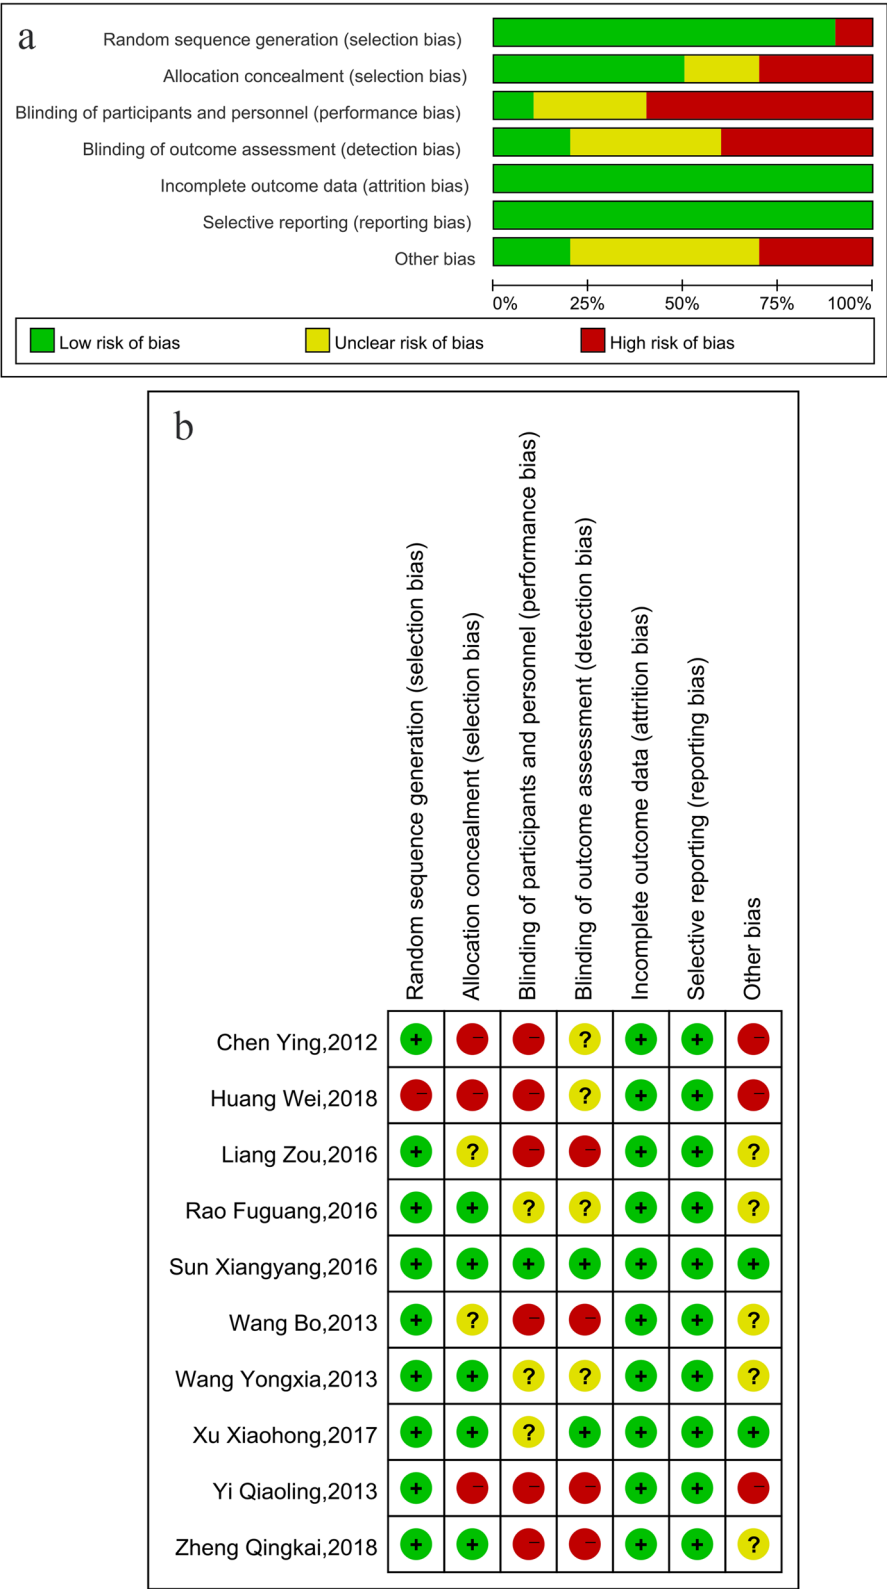 a
Random sequence generation (selection bias)
Allocation concealment (selection bias)
Blinding of participants and personnel (performance bias)
Blinding of outcome assessment (detection bias)
Incomplete outcome data (attrition bias)
Selective reporting (reporting bias)
Other bias
0% 25% 50% 75% 100%
Low risk of bias Unclear risk of bias High risk of bias
b
Random sequence generation (selection bias)
Allocation concealment (selection bias)
Blinding of participants and personnel (performance bias)
Blinding of outcome assessment (detection bias)
Incomplete outcome data (attrition bias)
Selective reporting (reporting bias)
Other bias
Chen Ying,2012 + − − ? + + −
Huang Wei,2018 − − − ? + + −
Liang Zou,2016 + ? − − + + ?
Rao Fuguang,2016 + + ? ? + + ?
Sun Xiangyang,2016 + + + + + + +
Wang Bo,2013 + ? − − + + ?
Wang Yongxia,2013 + + ? ? + + ?
Xu Xiaohong,2017 + + ? + + + +
Yi Qiaoling,2013 + − − − + + −
Zheng Qingkai,2018 + + − − + + ?